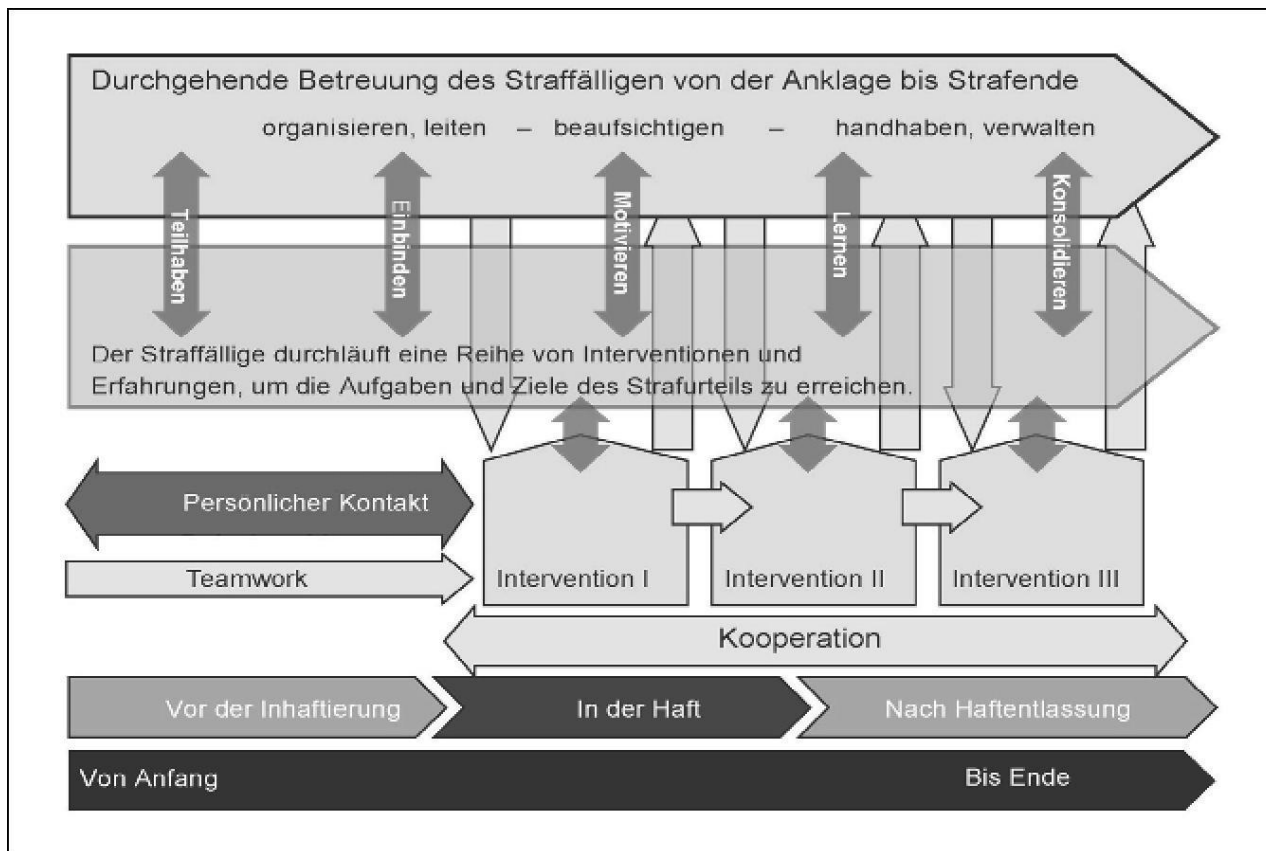 Durchgehende Betreuung des Straffälligen von der Anklage bis Strafende
organisieren, leiten – beaufsichtigen – handhaben, verwalten
Teilhaben
Einbinden
Motivieren
Lernen
Konsolidieren
Der Straffällige durchläuft eine Reihe von Interventionen und
Erfahrungen, um die Aufgaben und Ziele des Strafurteils zu erreichen.
Persönlicher Kontakt
Teamwork
Intervention I
Intervention II
Intervention III
Kooperation
Vor der Inhaftierung
In der Haft
Nach Haftentlassung
Von Anfang
Bis Ende